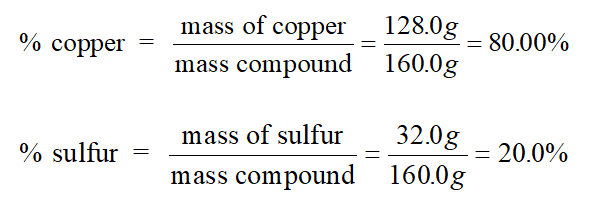 % copper = mass of copper / mass compound = 128.0g / 160.0g = 80.00%
% sulfur = mass of sulfur / mass compound = 32.0g / 160.0g = 20.0%